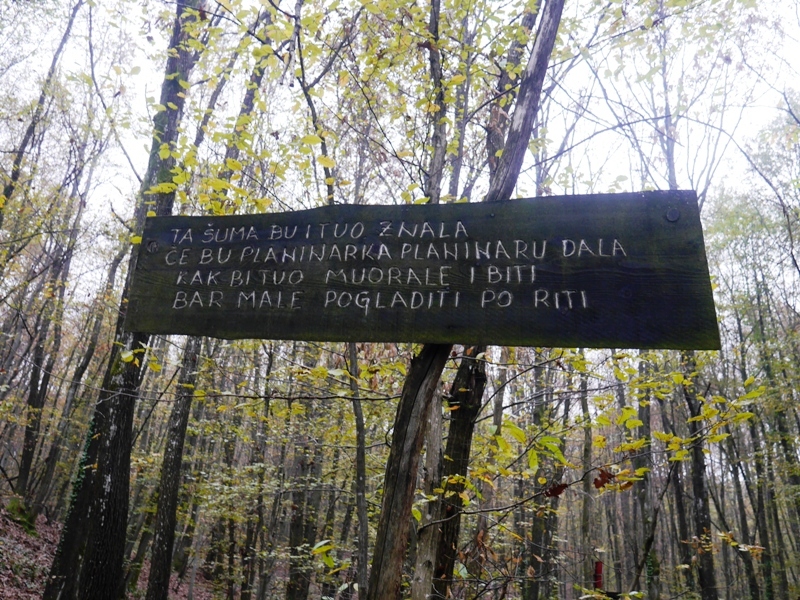 TA ŠUMA BU I TUO ZNALA
ČE BU PLANINARKA PLANINARU DALA
KAK BI TUO MUORALE I BITI
BAR MALE POGLADITI PO RITI